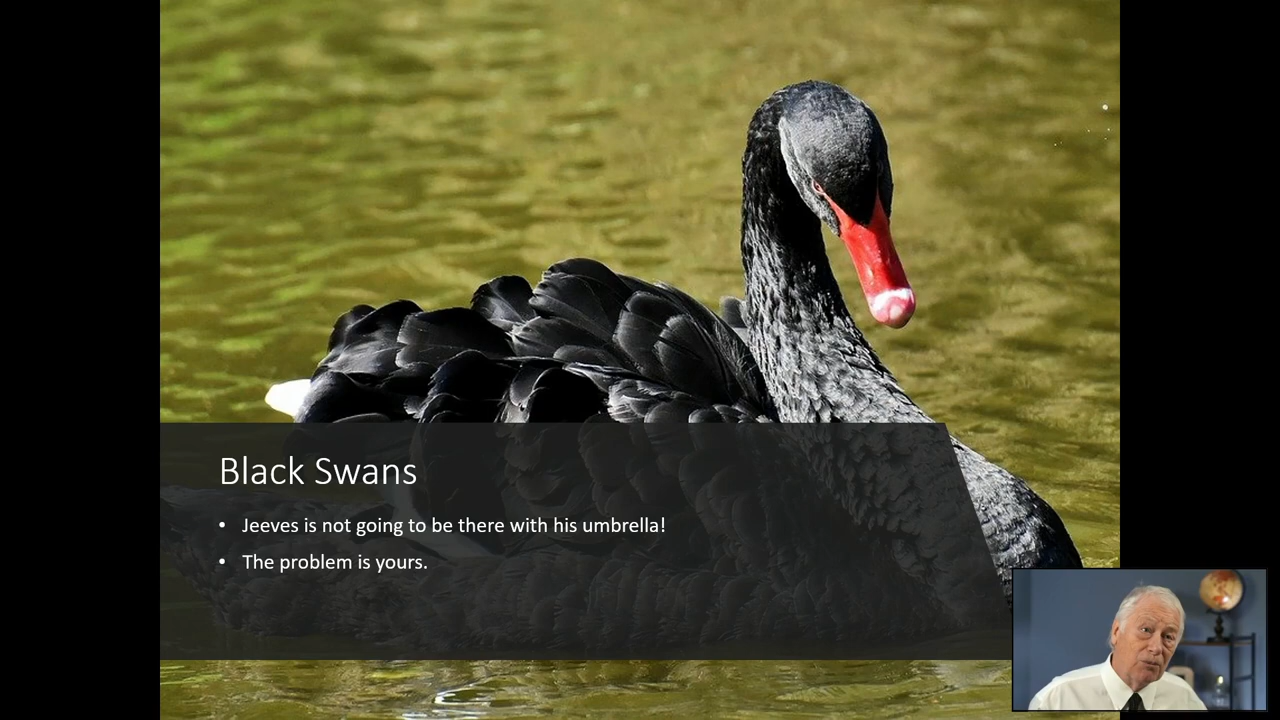 Black Swans
• Jeeves is not going to be there with his umbrella!
• The problem is yours.